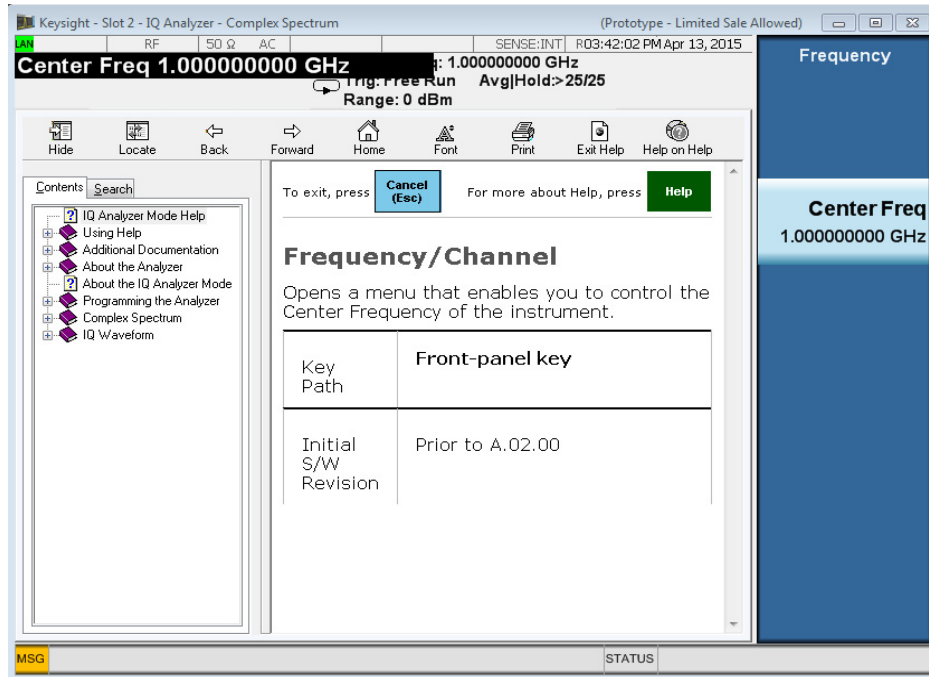 Keysight - Slot 2 - IQ Analyzer - Complex Spectrum (Prototype - Limited Sale Allowed)
LAN RF 50 Ω AC SENSE:INT R03:42:02 PM Apr 13, 2015
Center Freq 1.000000000 GHz q: 1.000000000 GHz
Trig: Free Run Avg|Hold:>25/25
Range: 0 dBm
Frequency
Center Freq
1.000000000 GHz
Hide Locate Back Forward Home Font Print Exit Help Help on Help
Contents Search
IQ Analyzer Mode Help
Using Help
Additional Documentation
About the Analyzer
About the IQ Analyzer Mode
Programming the Analyzer
Complex Spectrum
IQ Waveform
To exit, press Cancel (Esc) For more about Help, press Help
Frequency/Channel
Opens a menu that enables you to control the
Center Frequency of the instrument.
Key Path Front-panel key
Initial S/W Revision Prior to A.02.00
MSG STATUS